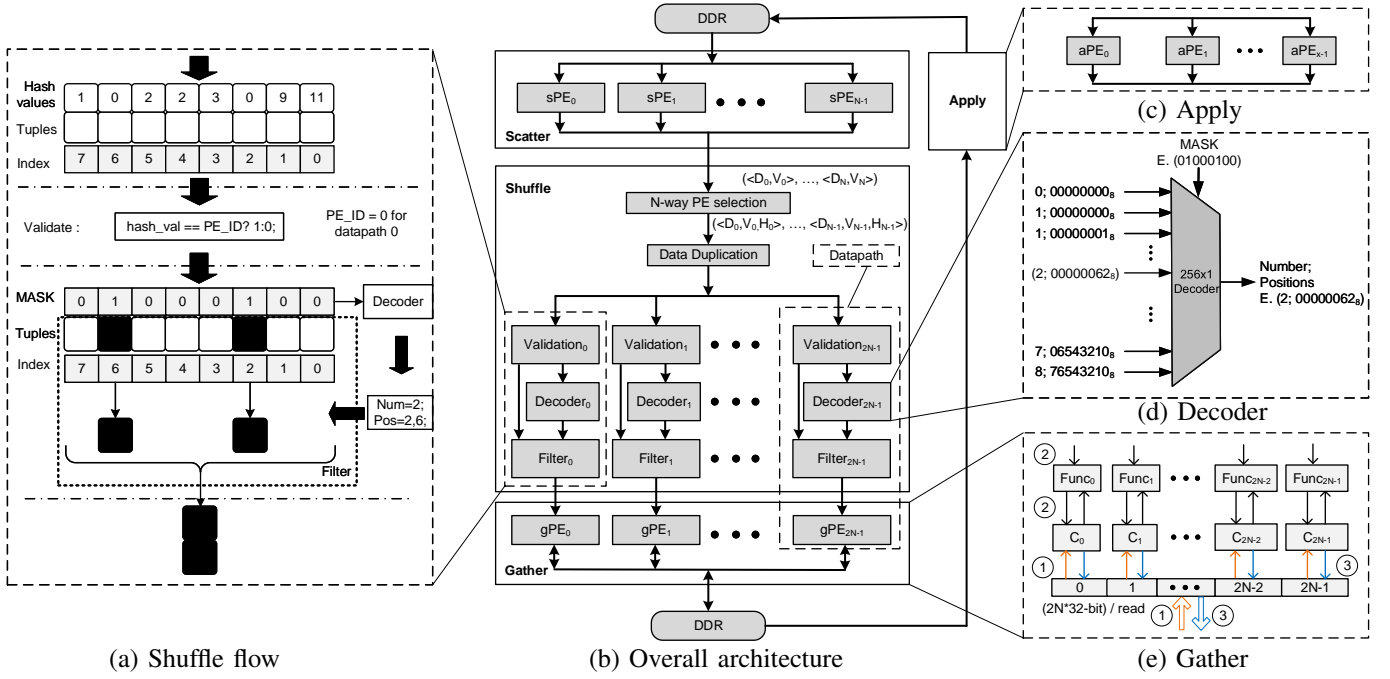 Hash values
1 0 2 2 3 0 9 11
Tuples
Index
7 6 5 4 3 2 1 0
Validate :
hash_val == PE_ID? 1:0;
PE_ID = 0 for
datapath 0
MASK
0 1 0 0 0 1 0 0
Decoder
Tuples
Index
7 6 5 4 3 2 1 0
Num=2;
Pos=2,6;
Filter
(a) Shuffle flow
DDR
sPE0 sPE1 sPEN-1
Scatter
Apply
Shuffle
(<D0,V0>, …, <DN,VN>)
N-way PE selection
(<D0,V0,H0>, …, <DN-1,VN-1,HN-1>)
Data Duplication
Datapath
Validation0 Validation1 Validation2N-1
Decoder0 Decoder1 Decoder2N-1
Filter0 Filter1 Filter2N-1
gPE0 gPE1 gPE2N-1
Gather
DDR
(b) Overall architecture
aPE0 aPE1 aPEx-1
(c) Apply
MASK
E. (01000100)
0; 000000008
1; 000000008
1; 000000018
(2; 000000628)
7; 065432108
8; 765432108
256x1
Decoder
Number;
Positions
E. (2; 000000628)
(d) Decoder
2
Func0 Func1 Func2N-2 Func2N-1
2
C0 C1 C2N-2 C2N-1
1 3
0 1 2N-2 2N-1
(2N*32-bit) / read
1 3
(e) Gather